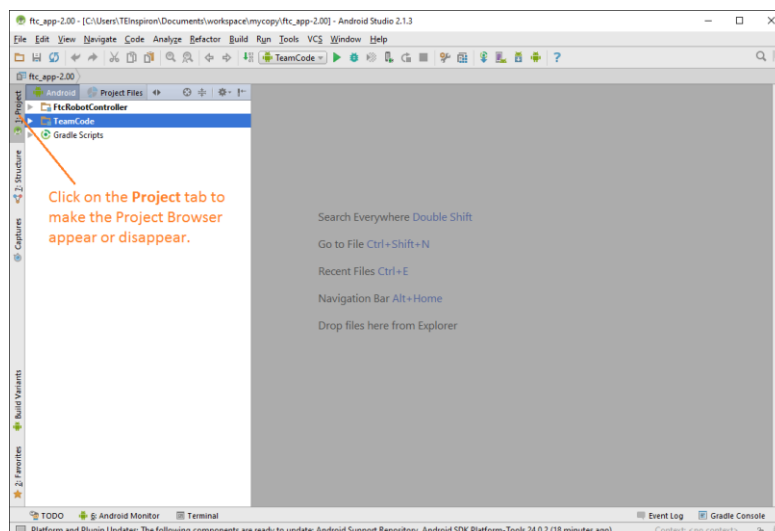 ftc_app-2.00 - [C:\Users\TEInspiron\Documents\workspace\mycopy\ftc_app-2.00] - Android Studio 2.1.3
File Edit View Navigate Code Analyze Refactor Build Run Tools VCS Window Help
TeamCode
ftc_app-2.00
Android Project Files
1: Project
FtcRobotController
TeamCode
Gradle Scripts
2: Structure
Click on the Project tab to
make the Project Browser
appear or disappear.
Captures
Search Everywhere Double Shift
Go to File Ctrl+Shift+N
Recent Files Ctrl+E
Navigation Bar Alt+Home
Drop files here from Explorer
Build Variants
2: Favorites
TODO 6: Android Monitor Terminal Event Log Gradle Console
Platform and Plugin Updates: The following components are ready to update: Android Support Repository, Android SDK Platform-Tools 24.0.2 (18 minutes ago) Context: <no context>